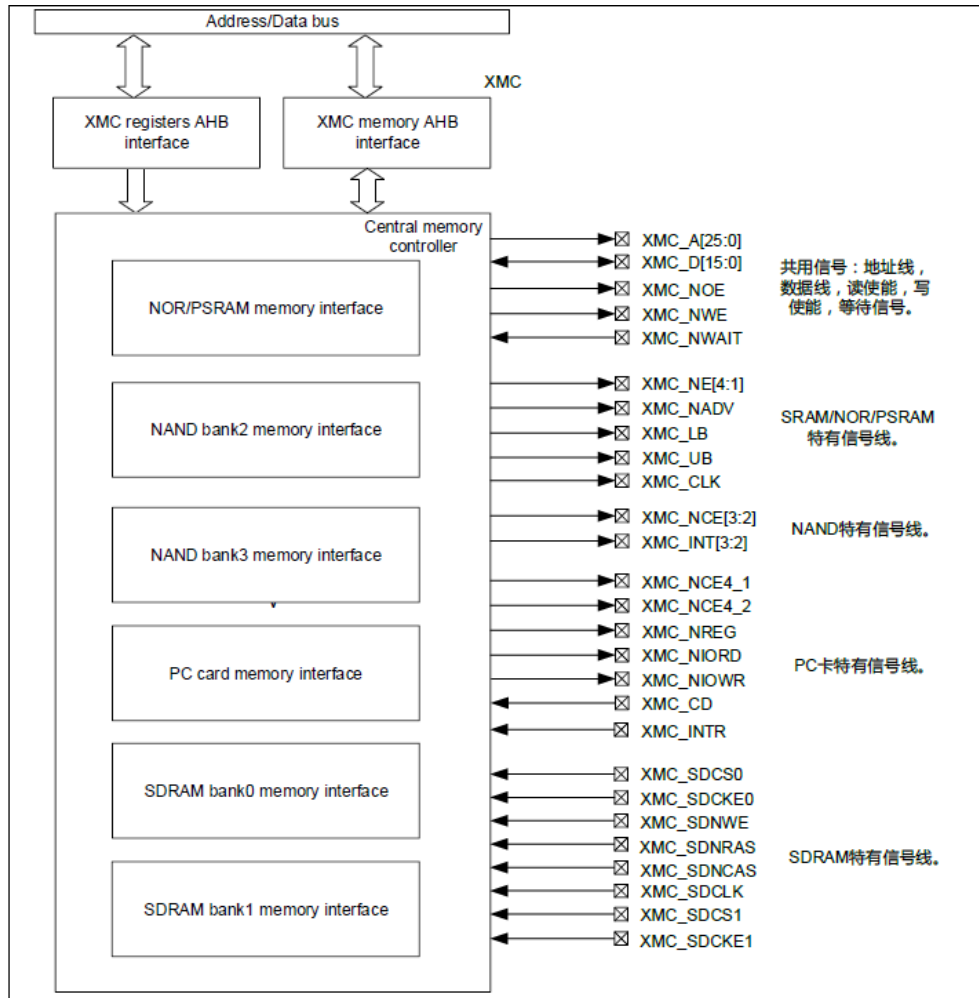 Address/Data bus
XMC
XMC registers AHB
interface
XMC memory AHB
interface
Central memory
controller
NOR/PSRAM memory interface
NAND bank2 memory interface
NAND bank3 memory interface
PC card memory interface
SDRAM bank0 memory interface
SDRAM bank1 memory interface
XMC_A[25:0]
XMC_D[15:0]
XMC_NOE
XMC_NWE
XMC_NWAIT
共用信号：地址线，
数据线，读使能，写
使能，等待信号。
XMC_NE[4:1]
XMC_NADV
XMC_LB
XMC_UB
XMC_CLK
SRAM/NOR/PSRAM
特有信号线。
XMC_NCE[3:2]
XMC_INT[3:2]
NAND特有信号线。
XMC_NCE4_1
XMC_NCE4_2
XMC_NREG
XMC_NIORD
XMC_NIOWR
XMC_CD
XMC_INTR
PC卡特有信号线。
XMC_SDCS0
XMC_SDCKE0
XMC_SDNWE
XMC_SDNRAS
XMC_SDNCAS
XMC_SDCLK
XMC_SDCS1
XMC_SDCKE1
SDRAM特有信号线。